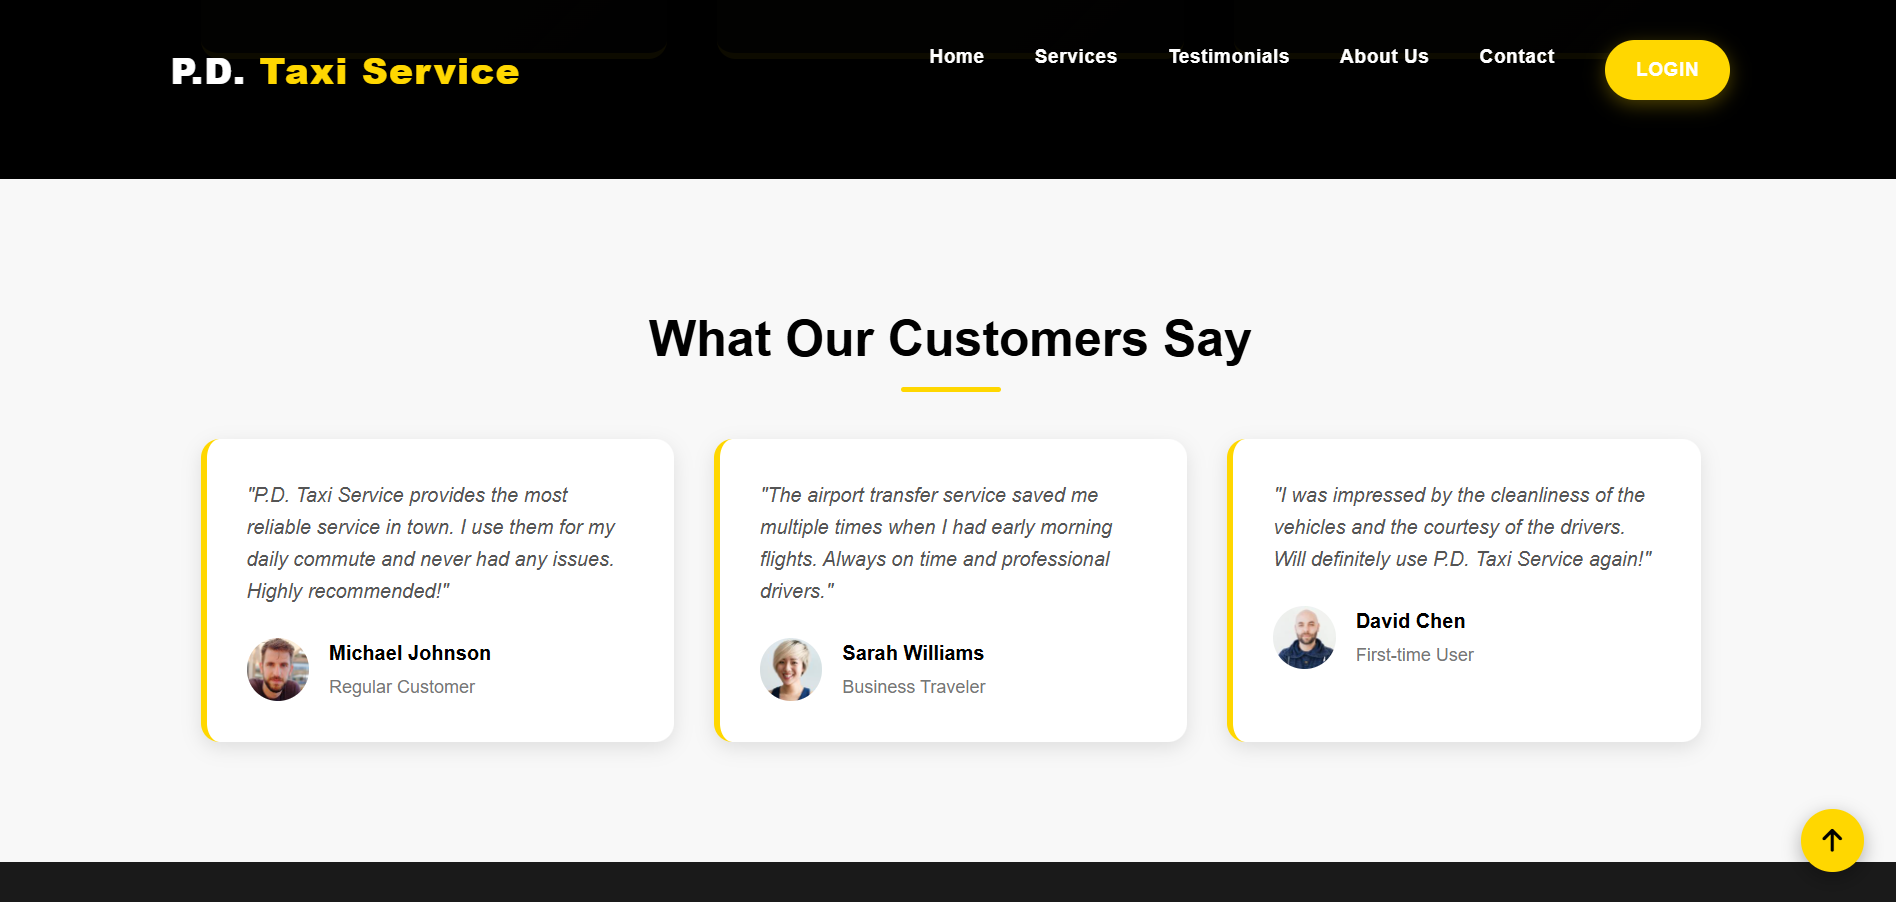 P.D. Taxi Service
Home
Services
Testimonials
About Us
Contact
LOGIN
What Our Customers Say
"P.D. Taxi Service provides the most
reliable service in town. I use them for my
daily commute and never had any issues.
Highly recommended!"
Michael Johnson
Regular Customer
"The airport transfer service saved me
multiple times when I had early morning
flights. Always on time and professional
drivers."
Sarah Williams
Business Traveler
"I was impressed by the cleanliness of the
vehicles and the courtesy of the drivers.
Will definitely use P.D. Taxi Service again!"
David Chen
First-time User